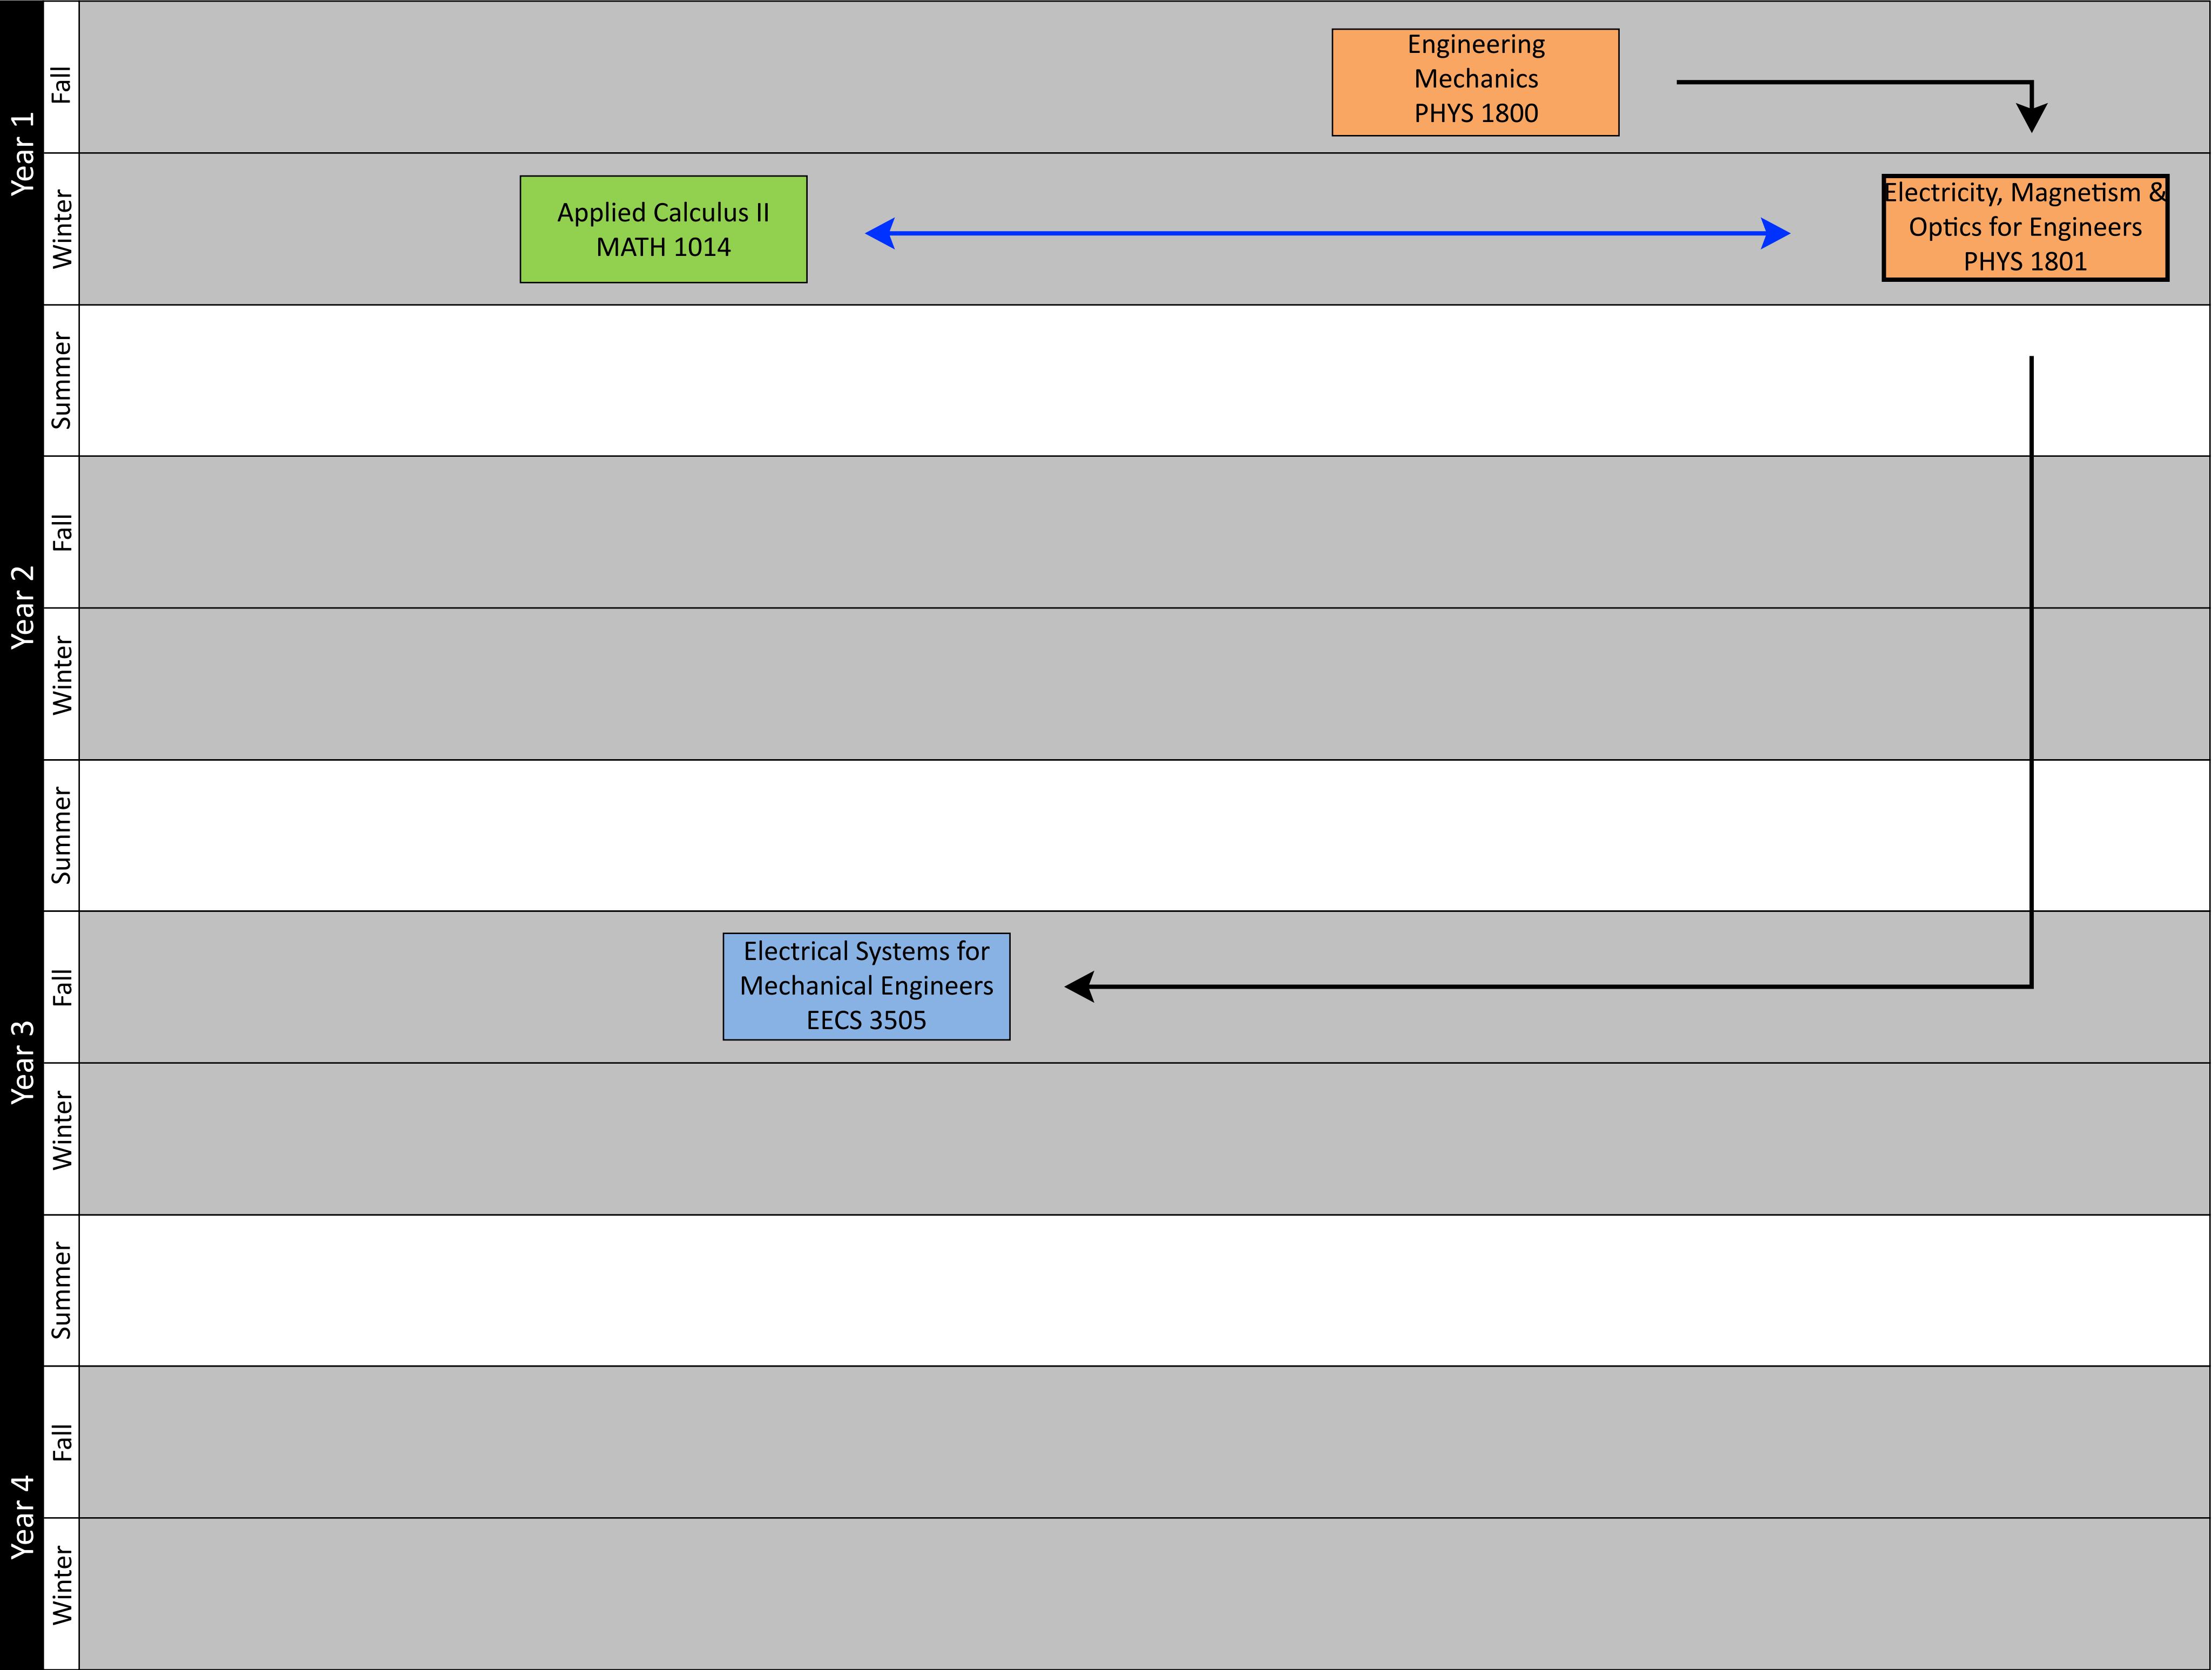 Year 1
Fall
Engineering
Mechanics
PHYS 1800
Winter
Applied Calculus II
MATH 1014
Electricity, Magnetism &
Optics for Engineers
PHYS 1801
Summer
Year 2
Fall
Winter
Summer
Year 3
Fall
Electrical Systems for
Mechanical Engineers
EECS 3505
Winter
Summer
Year 4
Fall
Winter